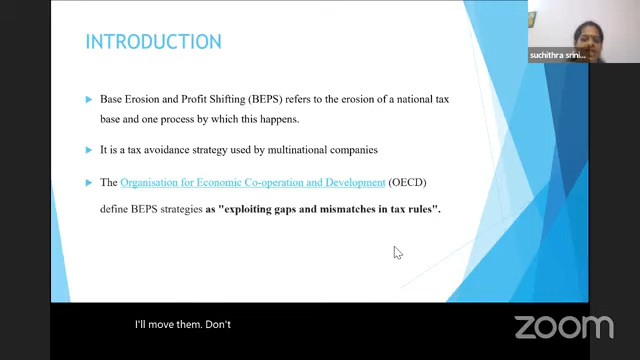 INTRODUCTION
suchithra srini...
Base Erosion and Profit Shifting (BEPS) refers to the erosion of a national tax
base and one process by which this happens.
It is a tax avoidance strategy used by multinational companies
The Organisation for Economic Co-operation and Development (OECD)
define BEPS strategies as "exploiting gaps and mismatches in tax rules".
I'll move them. Don't
zoom